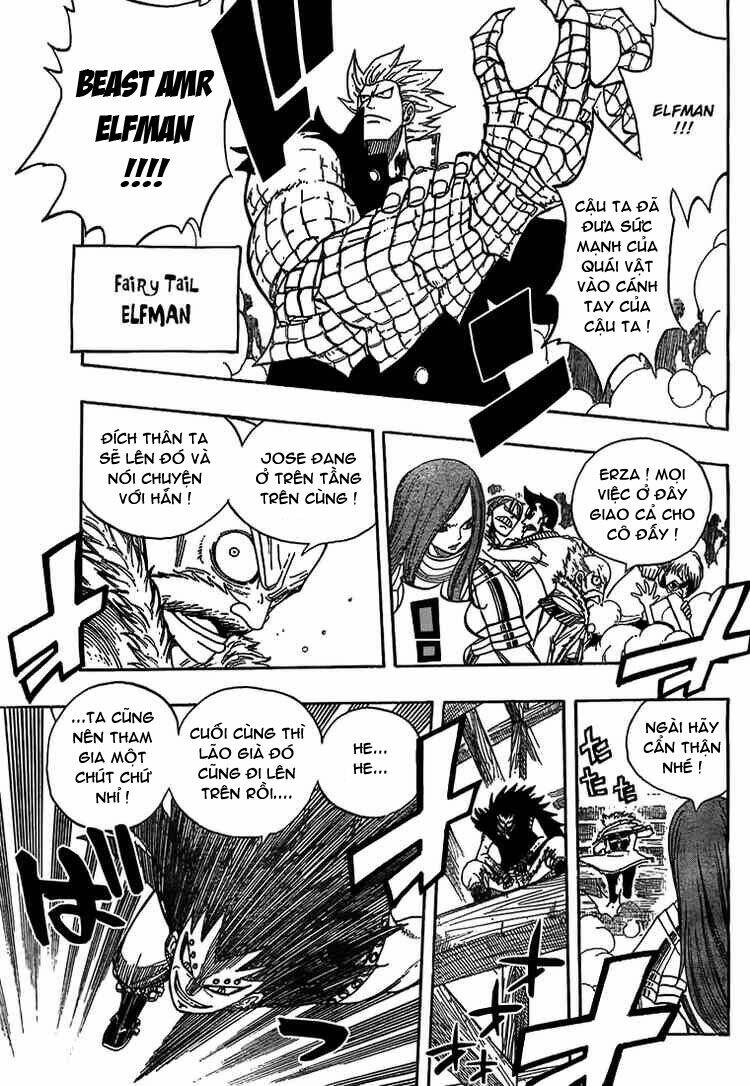 ELFMAN
!!!
BEAST AMR
ELFMAN
!!!!
CẬU TA ĐÃ
ĐƯA SỨC
MẠNH CỦA
QUÁI VẬT
VÀO CÁNH
TAY CỦA
CẬU TA !
FAIRY TAIL
ELFMAN
ERZA ! MỌI
VIỆC Ở ĐÂY
GIAO CẢ CHO
CÔ ĐẤY !
JOSE ĐANG
Ở TRÊN TẦNG
TRÊN CÙNG !
ĐÍCH THÂN TA
SẼ LÊN ĐÓ VÀ
NÓI CHUYỆN
VỚI HẮN !
NGÀI HÃY
CẨN THẬN
NHÉ !
HE...
HE...
CUỐI CÙNG THÌ
LÃO GIÀ ĐÓ
CŨNG ĐI LÊN
TRÊN RỒI....
...TA CŨNG
NÊN THAM
GIA MỘT
CHÚT CHỨ
NHỈ !
ばっ